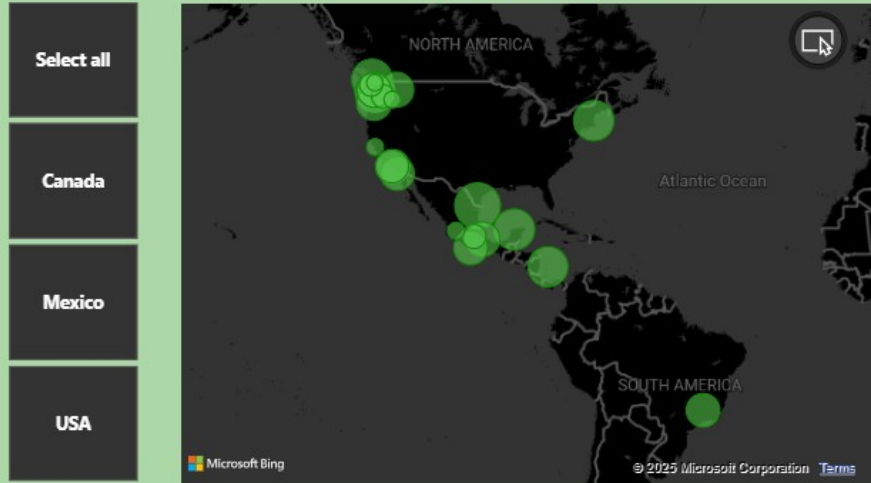 Select all
Canada
Mexico
USA
NORTH AMERICA
Atlantic Ocean
SOUTH AMERICA
Microsoft Bing
© 2025 Microsoft Corporation Terms